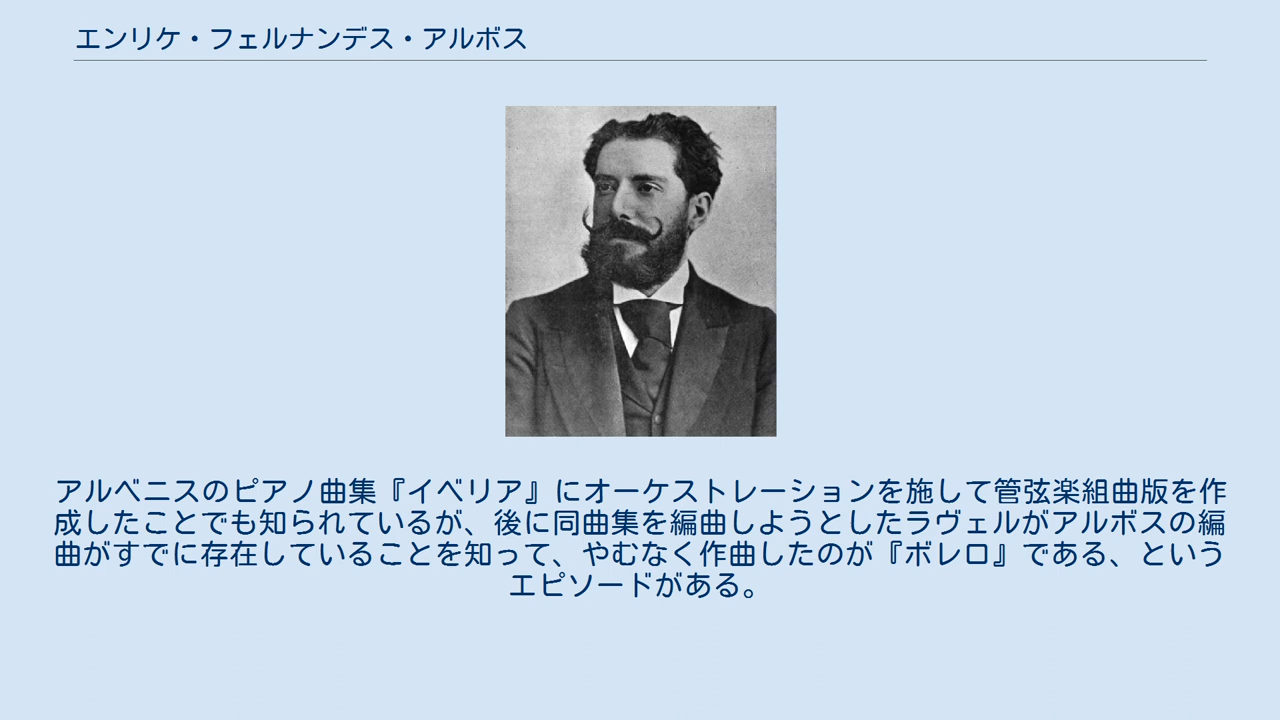 エンリケ・フェルナンデス・アルボス
アルベニスのピアノ曲集『イベリア』にオーケストレーションを施して管弦楽組曲版を作
成したことでも知られているが、後に同曲集を編曲しようとしたラヴェルがアルボスの編
曲がすでに存在していることを知って、やむなく作曲したのが『ボレロ』である、という
エピソードがある。